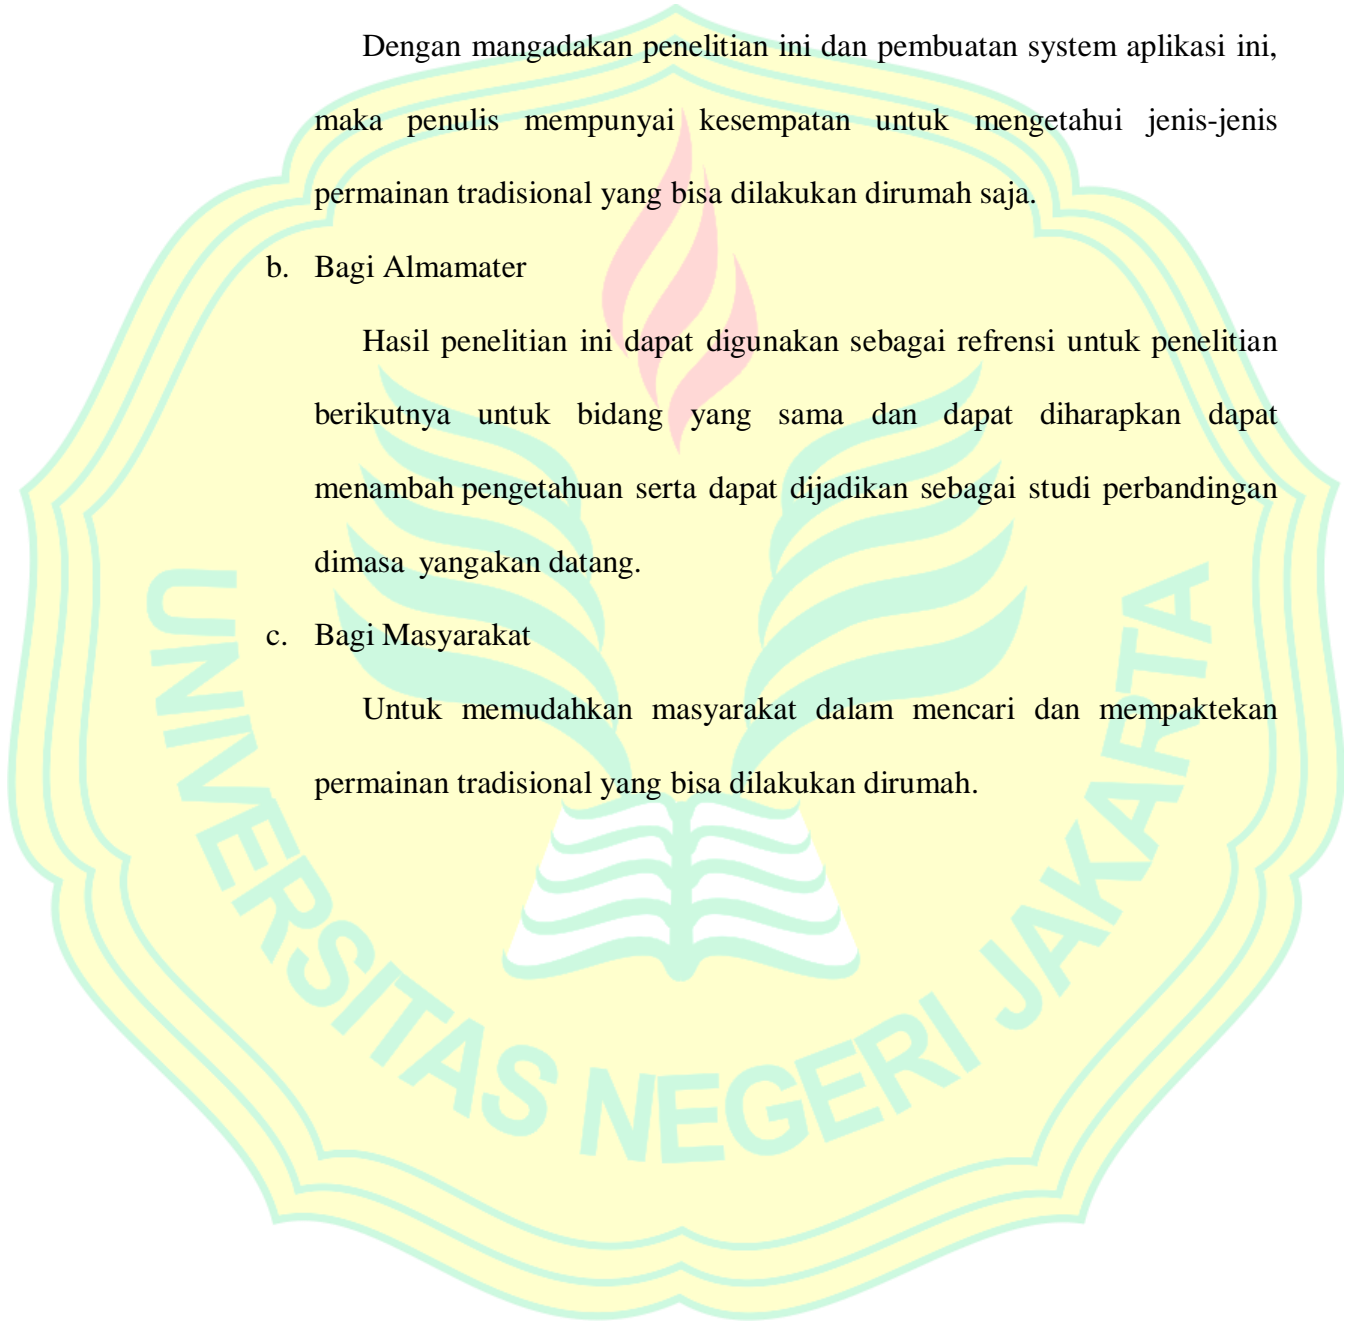 Dengan mangadakan penelitian ini dan pembuatan system aplikasi ini,
maka penulis mempunyai kesempatan untuk mengetahui jenis-jenis
permainan tradisional yang bisa dilakukan dirumah saja.
b. Bagi Almamater
Hasil penelitian ini dapat digunakan sebagai refrensi untuk penelitian
berikutnya untuk bidang yang sama dan dapat diharapkan dapat
menambah pengetahuan serta dapat dijadikan sebagai studi perbandingan
dimasa yangakan datang.
c. Bagi Masyarakat
Untuk memudahkan masyarakat dalam mencari dan mempaktekan
permainan tradisional yang bisa dilakukan dirumah.
UNIVERSITAS NEGERI JAKARTA